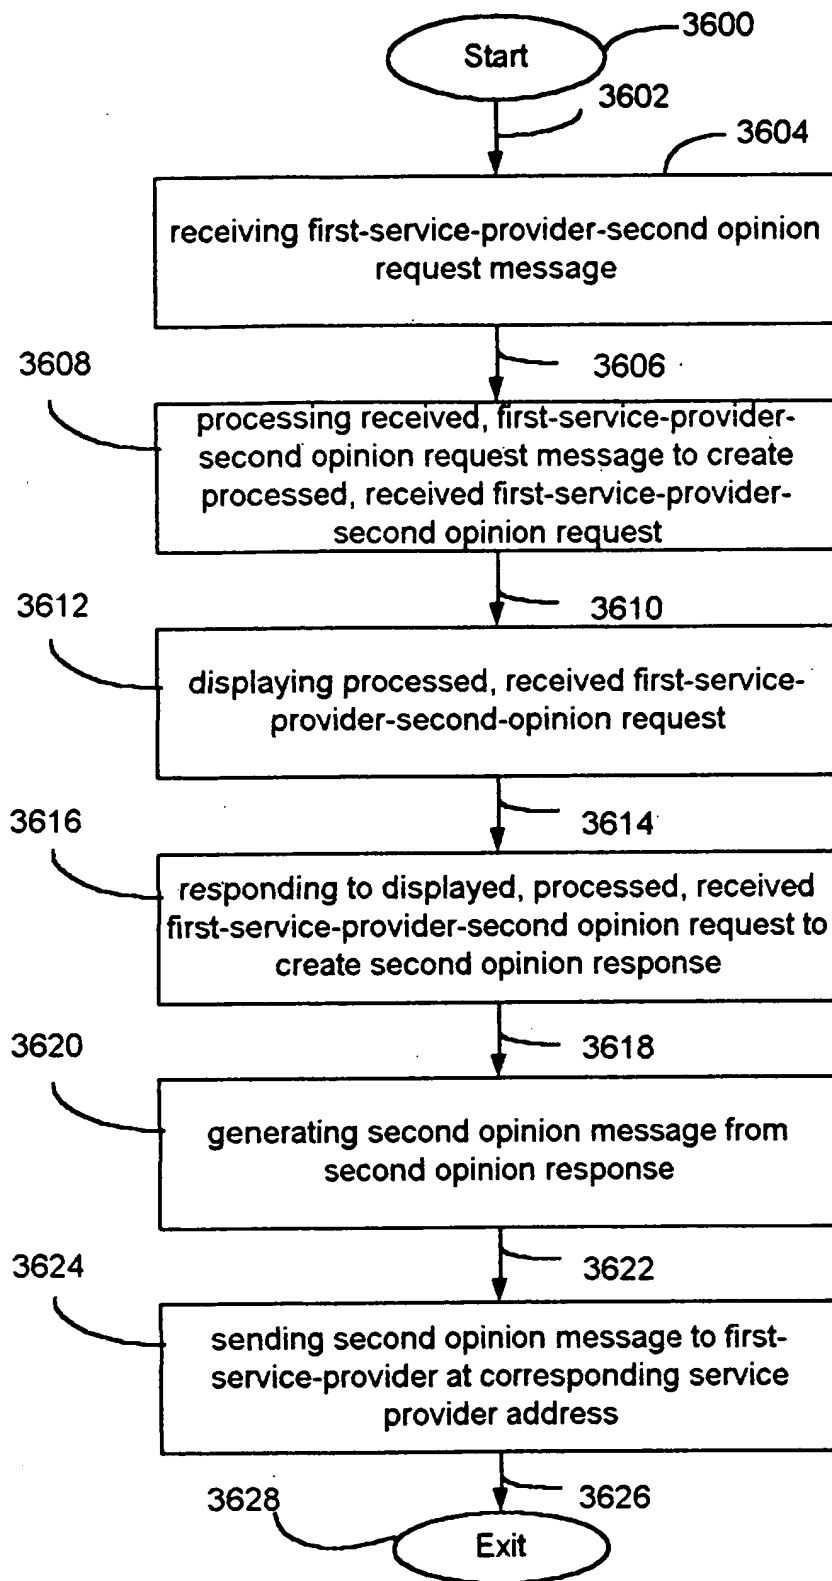 Start
3600
3602
3604
receiving first-service-provider-second opinion
request message
3606
3608
processing received, first-service-provider-
second opinion request message to create
processed, received first-service-provider-
second opinion request
3610
3612
displaying processed, received first-service-
provider-second-opinion request
3614
3616
responding to displayed, processed, received
first-service-provider-second opinion request to
create second opinion response
3618
3620
generating second opinion message from
second opinion response
3622
3624
sending second opinion message to first-
service-provider at corresponding service
provider address
3626
3628
Exit